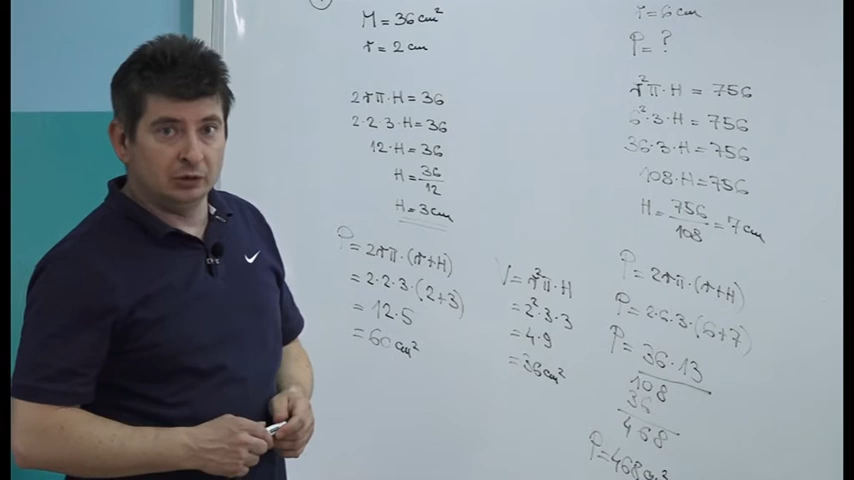 M = 36 cm²
r = 2 cm
2rπ·H = 36
2·2·3·H = 36
12·H = 36
H = 36/12
H = 3 cm
P = 2rπ·(r+H)
= 2·2·3·(2+3)
= 12·5
= 60 cm²
V = r²π·H
= 2²·3·3
= 4·9
= 36 cm²
r = 6 cm
P = ?
r²π·H = 756
6²·3·H = 756
36·3·H = 756
108·H = 756
H = 756/108 = 7 cm
P = 2rπ·(r+H)
P = 2·6·3·(6+7)
P = 36·13
108
36
468
P = 468 cm²